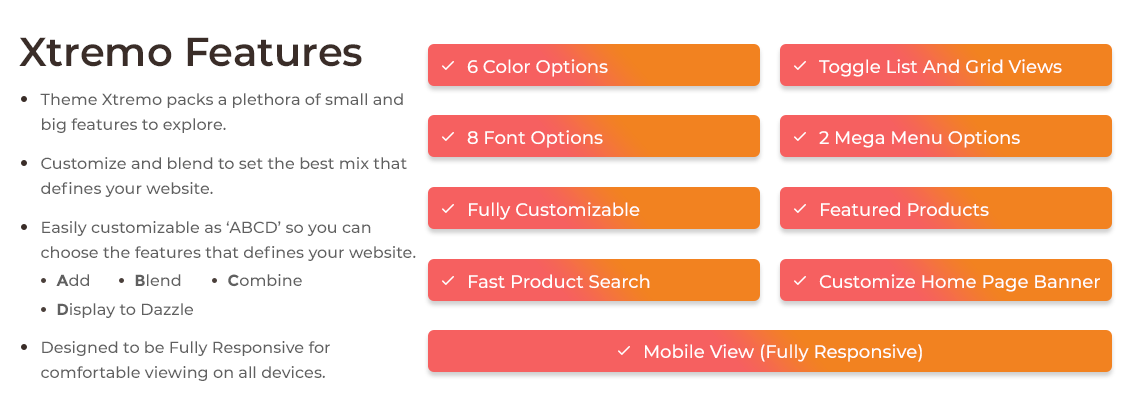 Xtremo Features
Theme Xtremo packs a plethora of small and
big features to explore.
Customize and blend to set the best mix that
defines your website.
Easily customizable as ‘ABCD’ so you can
choose the features that defines your website.
Add
Blend
Combine
Display to Dazzle
Designed to be Fully Responsive for
comfortable viewing on all devices.
6 Color Options
Toggle List And Grid Views
8 Font Options
2 Mega Menu Options
Fully Customizable
Featured Products
Fast Product Search
Customize Home Page Banner
Mobile View (Fully Responsive)